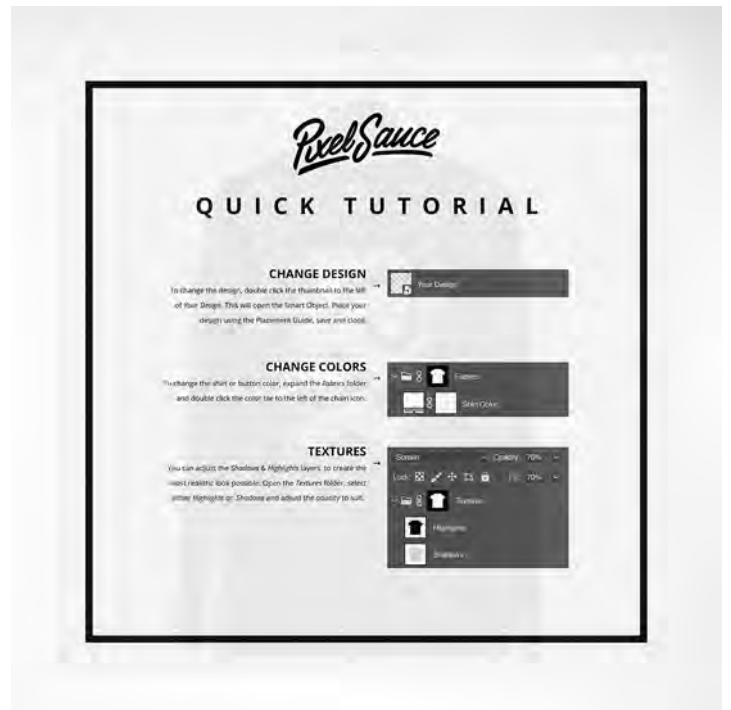 PixelSauce
QUICK TUTORIAL
CHANGE DESIGN
To change the design, double click the thumbnail to the left
of Your Design. This will open the Smart Object. Place your
design using the Placement Guide, save and close.
Your Design
CHANGE COLORS
To change the shirt or button color, expand the Fabrics folder
and double click the color tile to the left of the chain icon.
Shirt Color
TEXTURES
You can adjust the Shadows & Highlights layers, to create the
most realistic look possible. Open the Textures folder, select
either Highlights or Shadows and adjust the opacity to suit.
Screen Opacity: 70%
Lock: Fill: 70%
Textures
Highlights
Shadows